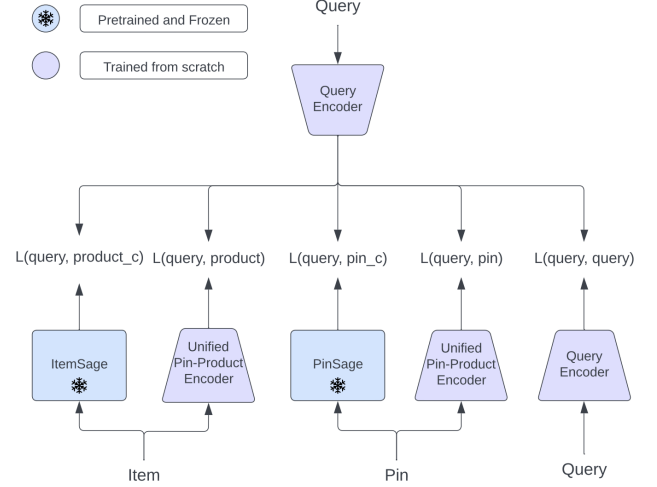 Query
Pretrained and Frozen
Trained from scratch
Query
Encoder
L(query, product_c)
L(query, product)
L(query, pin_c)
L(query, pin)
L(query, query)
ItemSage
Unified
Pin-Product
Encoder
PinSage
Unified
Pin-Product
Encoder
Query
Encoder
Item
Pin
Query